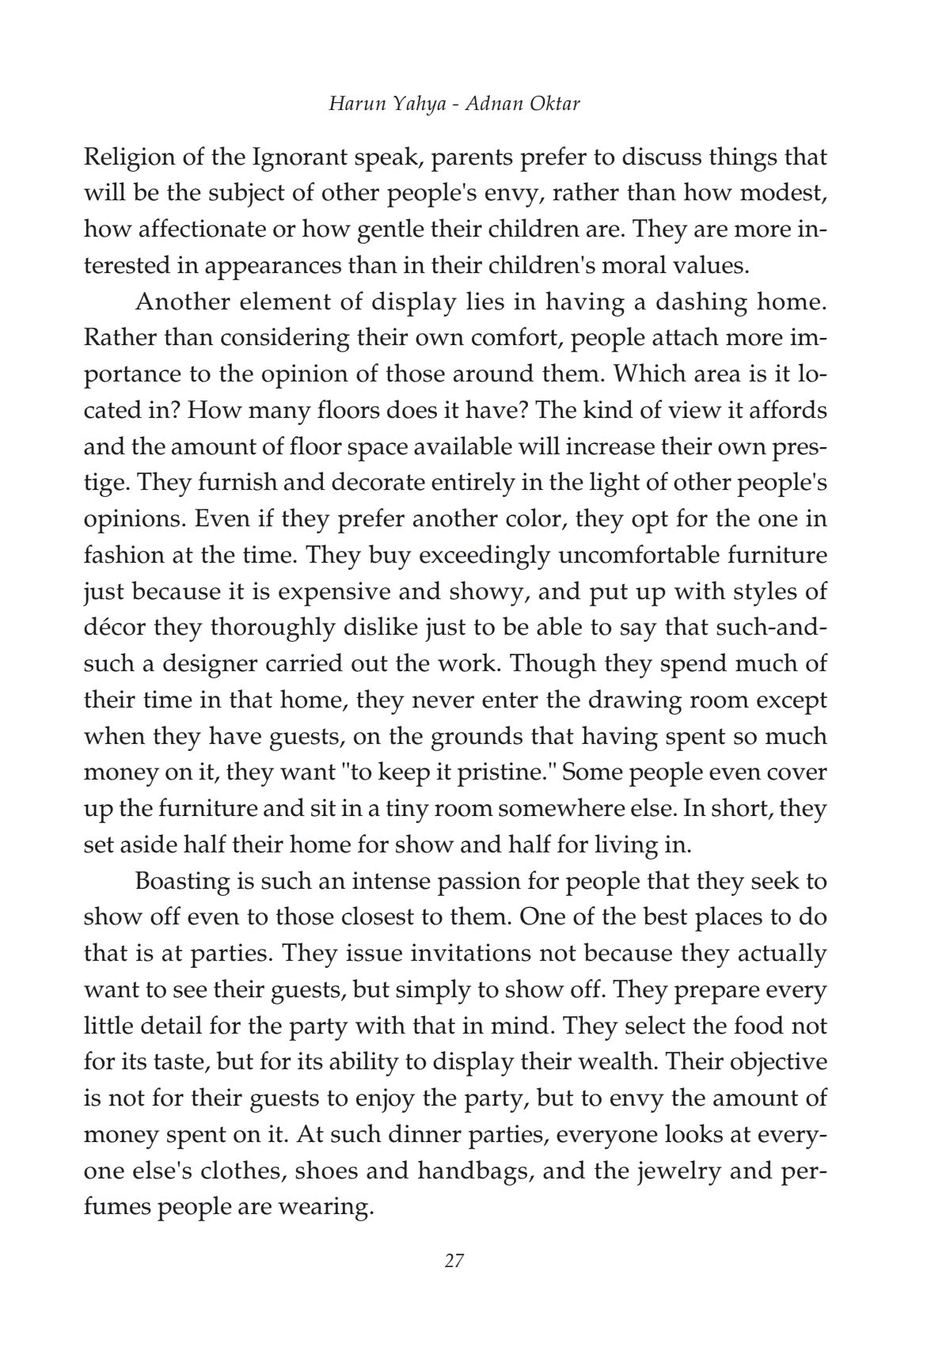 Harun Yahya - Adnan Oktar
Religion of the Ignorant speak, parents prefer to discuss things that
will be the subject of other people's envy, rather than how modest,
how affectionate or how gentle their children are. They are more in-
terested in appearances than in their children's moral values.
Another element of display lies in having a dashing home.
Rather than considering their own comfort, people attach more im-
portance to the opinion of those around them. Which area is it lo-
cated in? How many floors does it have? The kind of view it affords
and the amount of floor space available will increase their own pres-
tige. They furnish and decorate entirely in the light of other people's
opinions. Even if they prefer another color, they opt for the one in
fashion at the time. They buy exceedingly uncomfortable furniture
just because it is expensive and showy, and put up with styles of
décor they thoroughly dislike just to be able to say that such-and-
such a designer carried out the work. Though they spend much of
their time in that home, they never enter the drawing room except
when they have guests, on the grounds that having spent so much
money on it, they want "to keep it pristine." Some people even cover
up the furniture and sit in a tiny room somewhere else. In short, they
set aside half their home for show and half for living in.
Boasting is such an intense passion for people that they seek to
show off even to those closest to them. One of the best places to do
that is at parties. They issue invitations not because they actually
want to see their guests, but simply to show off. They prepare every
little detail for the party with that in mind. They select the food not
for its taste, but for its ability to display their wealth. Their objective
is not for their guests to enjoy the party, but to envy the amount of
money spent on it. At such dinner parties, everyone looks at every-
one else's clothes, shoes and handbags, and the jewelry and per-
fumes people are wearing.
27